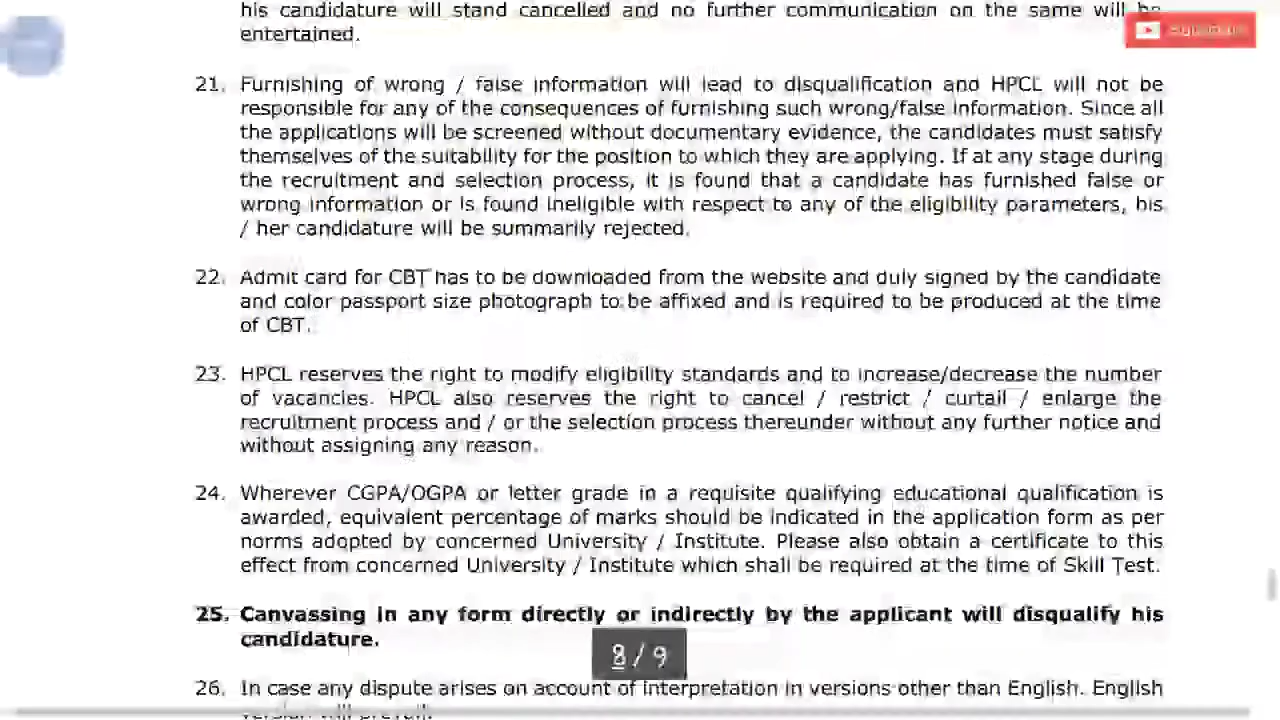 his candidature will stand cancelled and no further communication on the same will be
entertained.
21. Furnishing of wrong / false information will lead to disqualification and HPCL will not be
responsible for any of the consequences of furnishing such wrong/false information. Since all
the applications will be screened without documentary evidence, the candidates must satisfy
themselves of the suitability for the position to which they are applying. If at any stage during
the recruitment and selection process, it is found that a candidate has furnished false or
wrong information or is found ineligible with respect to any of the eligibility parameters, his
/ her candidature will be summarily rejected.
22. Admit card for CBT has to be downloaded from the website and duly signed by the candidate
and color passport size photograph to be affixed and is required to be produced at the time
of CBT.
23. HPCL reserves the right to modify eligibility standards and to increase/decrease the number
of vacancies. HPCL also reserves the right to cancel / restrict / curtail / enlarge the
recruitment process and / or the selection process thereunder without any further notice and
without assigning any reason.
24. Wherever CGPA/OGPA or letter grade in a requisite qualifying educational qualification is
awarded, equivalent percentage of marks should be indicated in the application form as per
norms adopted by concerned University / Institute. Please also obtain a certificate to this
effect from concerned University / Institute which shall be required at the time of Skill Test.
25. Canvassing in any form directly or indirectly by the applicant will disqualify his
candidature.
8 / 9
26. In case any dispute arises on account of interpretation in versions other than English. English
version will prevail.